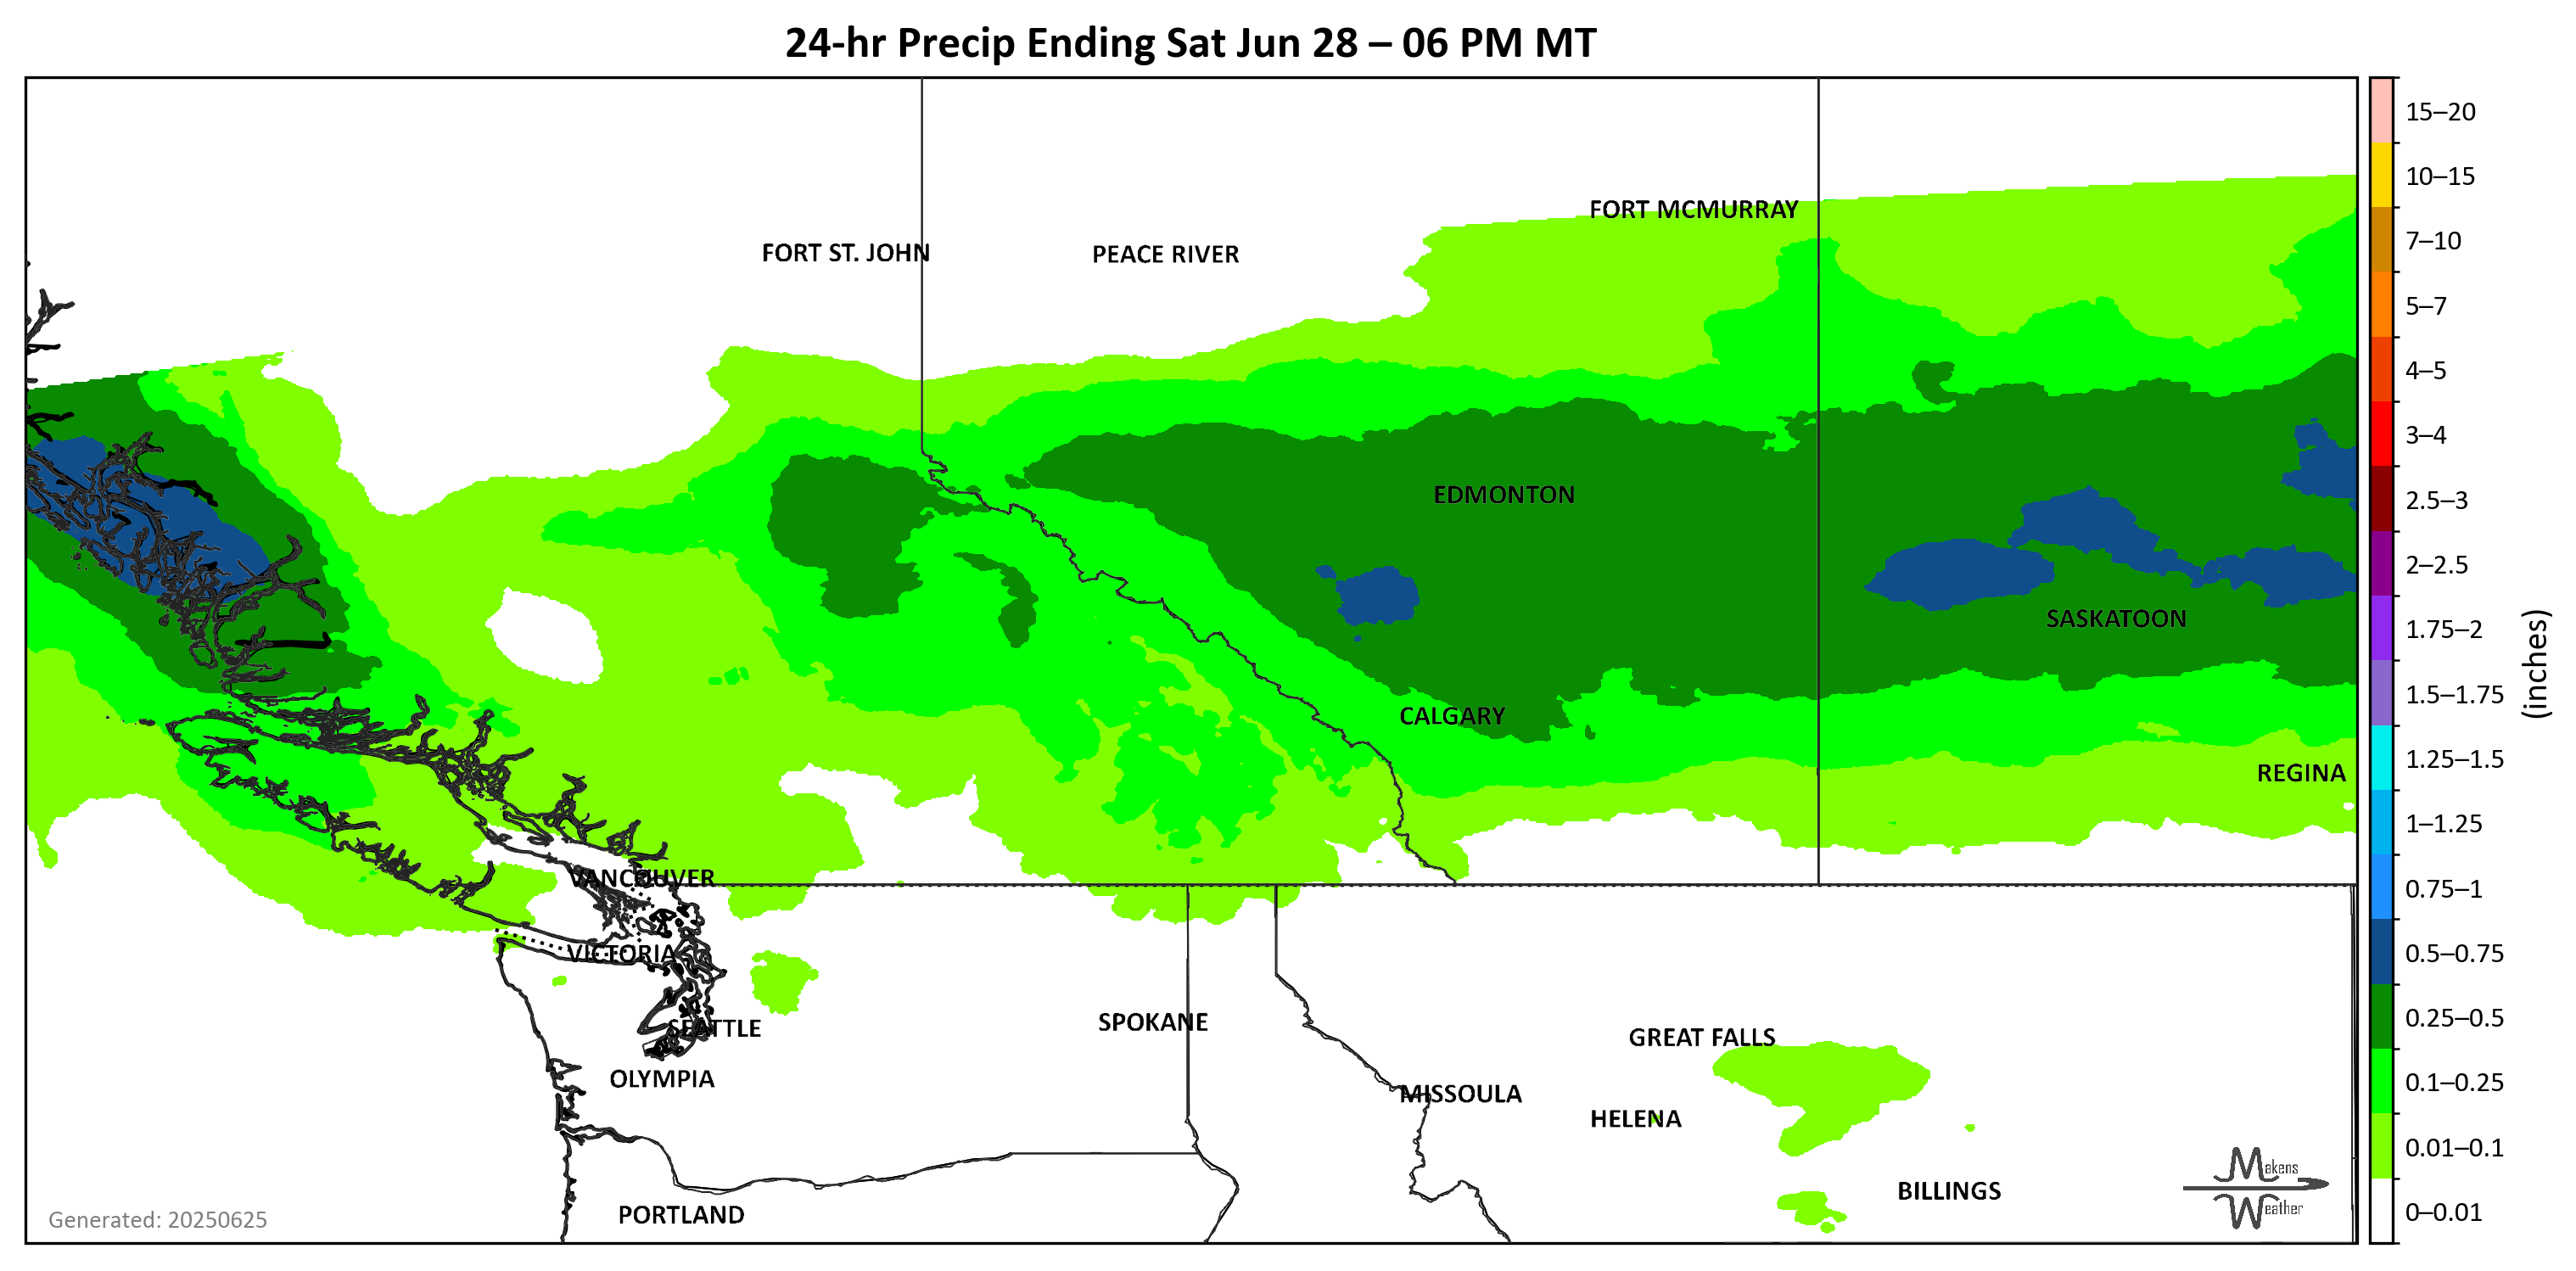 24-hr Precip Ending Sat Jun 28 – 06 PM MT
FORT MCMURRAY
FORT ST. JOHN
PEACE RIVER
EDMONTON
SASKATOON
CALGARY
REGINA
VANCOUVER
VICTORIA
SPOKANE
SEATTLE
GREAT FALLS
OLYMPIA
MISSOULA
HELENA
BILLINGS
PORTLAND
Generated: 20250625
Makens
Weather
15–20
10–15
7–10
5–7
4–5
3–4
2.5–3
2–2.5
1.75–2
1.5–1.75
1.25–1.5
1–1.25
0.75–1
0.5–0.75
0.25–0.5
0.1–0.25
0.01–0.1
0–0.01
(inches)